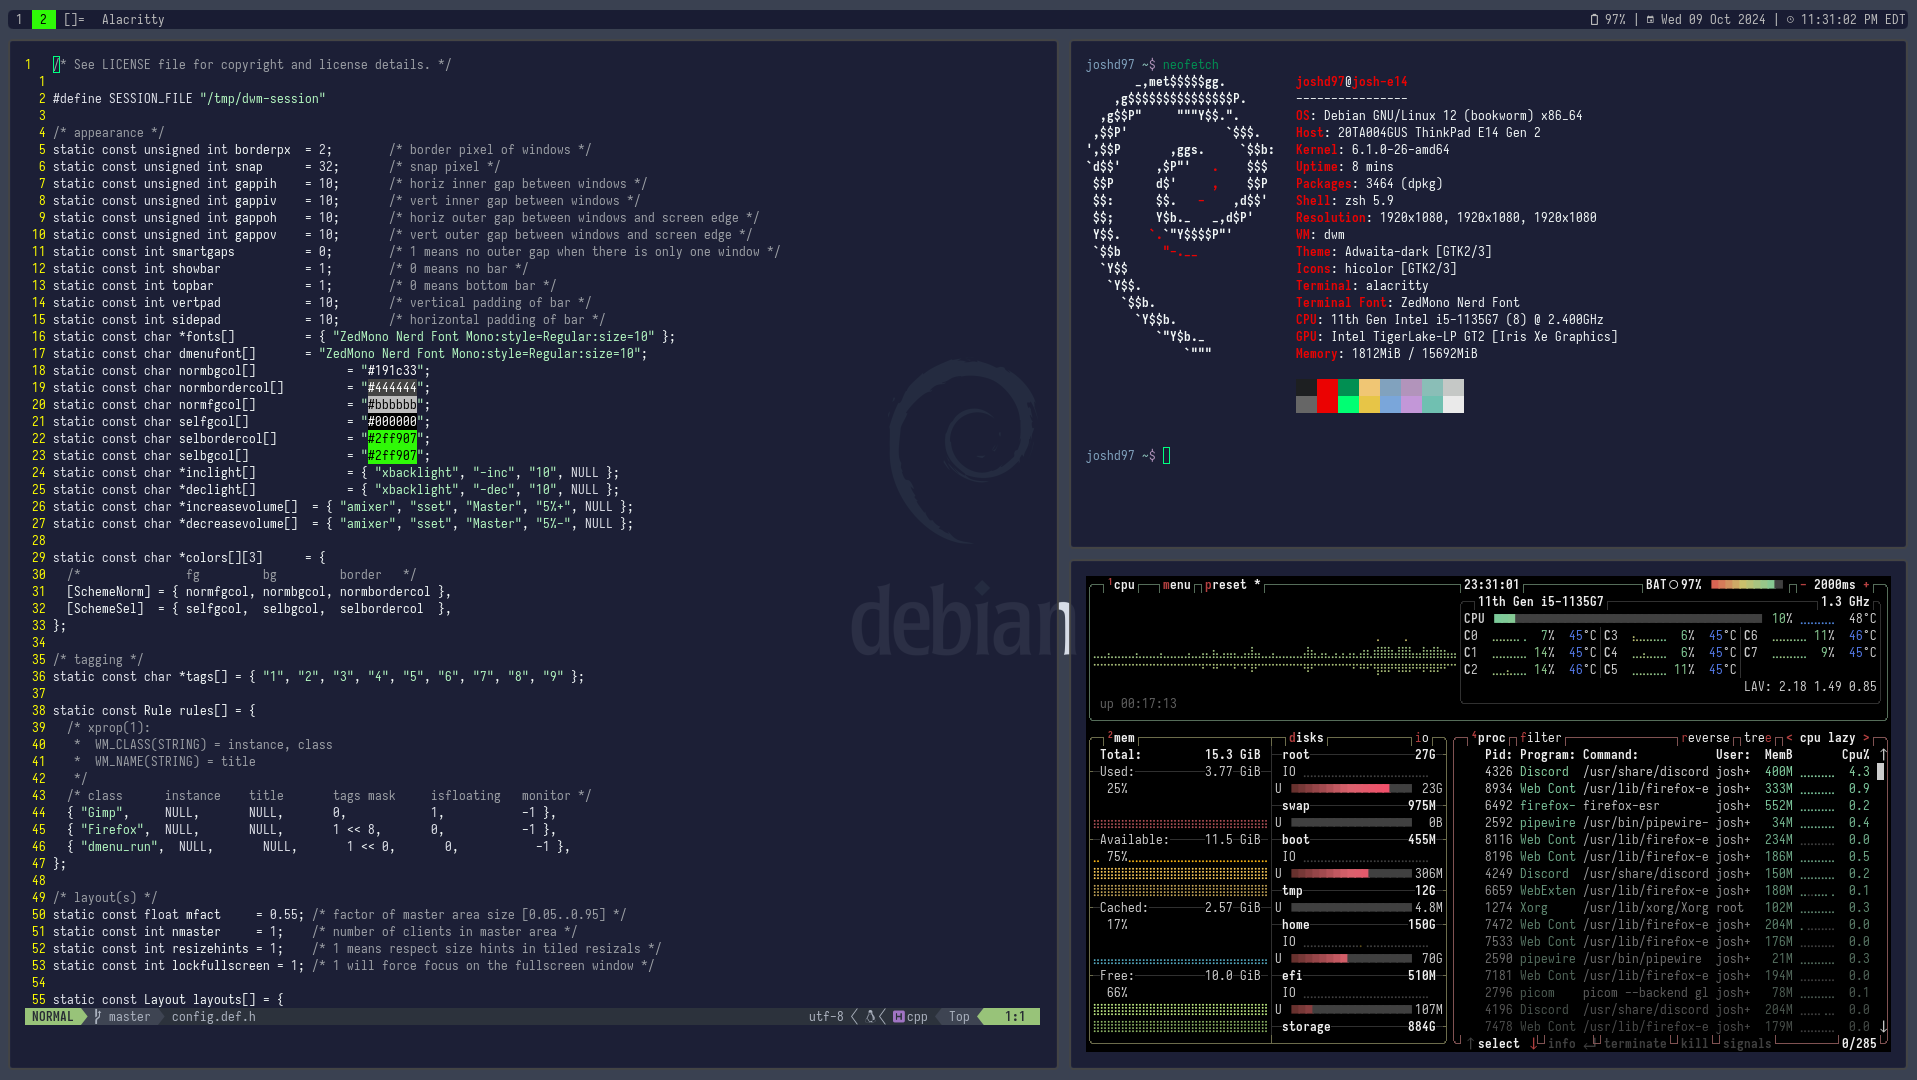 1 2 []= Alacritty
97% | Wed 09 Oct 2024 | 11:31:02 PM EDT
1 /* See LICENSE file for copyright and license details. */
1
2 #define SESSION_FILE "/tmp/dwm-session"
3
4 /* appearance */
5 static const unsigned int borderpx = 2; /* border pixel of windows */
6 static const unsigned int snap = 32; /* snap pixel */
7 static const unsigned int gappih = 10; /* horiz inner gap between windows */
8 static const unsigned int gappiv = 10; /* vert inner gap between windows */
9 static const unsigned int gappoh = 10; /* horiz outer gap between windows and screen edge */
10 static const unsigned int gappov = 10; /* vert outer gap between windows and screen edge */
11 static const int smartgaps = 0; /* 1 means no outer gap when there is only one window */
12 static const int showbar = 1; /* 0 means no bar */
13 static const int topbar = 1; /* 0 means bottom bar */
14 static const int vertpad = 10; /* vertical padding of bar */
15 static const int sidepad = 10; /* horizontal padding of bar */
16 static const char *fonts[] = { "ZedMono Nerd Font Mono:style=Regular:size=10" };
17 static const char dmenufont[] = "ZedMono Nerd Font Mono:style=Regular:size=10";
18 static const char normbgcol[] = "#191c33";
19 static const char normbordercol[] = "#444444";
20 static const char normfgcol[] = "#bbbbbb";
21 static const char selfgcol[] = "#000000";
22 static const char selbordercol[] = "#2ff907";
23 static const char selbgcol[] = "#2ff907";
24 static const char *inclight[] = { "xbacklight", "-inc", "10", NULL };
25 static const char *declight[] = { "xbacklight", "-dec", "10", NULL };
26 static const char *increasevolume[] = { "amixer", "sset", "Master", "5%+", NULL };
27 static const char *decreasevolume[] = { "amixer", "sset", "Master", "5%-", NULL };
28
29 static const char *colors[][3] = {
30 /* fg bg border */
31 [SchemeNorm] = { normfgcol, normbgcol, normbordercol },
32 [SchemeSel] = { selfgcol, selbgcol, selbordercol },
33 };
34
35 /* tagging */
36 static const char *tags[] = { "1", "2", "3", "4", "5", "6", "7", "8", "9" };
37
38 static const Rule rules[] = {
39 /* xprop(1):
40 * WM_CLASS(STRING) = instance, class
41 * WM_NAME(STRING) = title
42 */
43 /* class instance title tags mask isfloating monitor */
44 { "Gimp", NULL, NULL, 0, 1, -1 },
45 { "Firefox", NULL, NULL, 1 << 8, 0, -1 },
46 { "dmenu_run", NULL, NULL, 1 << 0, 0, -1 },
47 };
48
49 /* layout(s) */
50 static const float mfact = 0.55; /* factor of master area size [0.05..0.95] */
51 static const int nmaster = 1; /* number of clients in master area */
52 static const int resizehints = 1; /* 1 means respect size hints in tiled resizals */
53 static const int lockfullscreen = 1; /* 1 will force focus on the fullscreen window */
54
55 static const Layout layouts[] = {
NORMAL master config.def.h utf-8 cpp Top 1:1
debian
joshd97 ~$ neofetch
joshd97@josh-e14
----------------
OS: Debian GNU/Linux 12 (bookworm) x86_64
Host: 20TA004GUS ThinkPad E14 Gen 2
Kernel: 6.1.0-26-amd64
Uptime: 8 mins
Packages: 3464 (dpkg)
Shell: zsh 5.9
Resolution: 1920x1080, 1920x1080, 1920x1080
WM: dwm
Theme: Adwaita-dark [GTK2/3]
Icons: hicolor [GTK2/3]
Terminal: alacritty
Terminal Font: ZedMono Nerd Font
CPU: 11th Gen Intel i5-1135G7 (8) @ 2.400GHz
GPU: Intel TigerLake-LP GT2 [Iris Xe Graphics]
Memory: 1812MiB / 15692MiB
joshd97 ~$
1cpu menu preset * 23:31:01 BAT 97% - 2000ms +
11th Gen i5-1135G7 1.3 GHz
CPU 10% 48°C
C0 7% 45°C C3 6% 45°C C6 11% 46°C
C1 14% 45°C C4 6% 45°C C7 9% 45°C
C2 14% 46°C C5 11% 45°C
LAV: 2.18 1.49 0.85
up 00:17:13
2mem
Total: 15.3 GiB
Used: 3.77 GiB
25%
Available: 11.5 GiB
75%
Cached: 2.57 GiB
17%
Free: 10.0 GiB
66%
disks io
root 27G
IO
U 23G
swap 975M
U 0B
boot 455M
IO
U 306M
tmp 12G
U 4.8M
home 150G
IO
U 70G
efi 510M
IO
U 107M
storage 884G
4proc filter reverse tree < cpu lazy >
Pid: Program: Command: User: MemB Cpu% ↑
4326 Discord /usr/share/discord josh+ 400M 4.3
8934 Web Cont /usr/lib/firefox-e josh+ 333M 0.9
6492 firefox- firefox-esr josh+ 552M 0.2
2592 pipewire /usr/bin/pipewire- josh+ 34M 0.4
8116 Web Cont /usr/lib/firefox-e josh+ 234M 0.0
8196 Web Cont /usr/lib/firefox-e josh+ 186M 0.5
4249 Discord /usr/share/discord josh+ 150M 0.2
6659 WebExten /usr/lib/firefox-e josh+ 180M 0.1
1274 Xorg /usr/lib/xorg/Xorg root 102M 0.3
7472 Web Cont /usr/lib/firefox-e josh+ 204M 0.0
7533 Web Cont /usr/lib/firefox-e josh+ 176M 0.0
2590 pipewire /usr/bin/pipewire josh+ 21M 0.3
7181 Web Cont /usr/lib/firefox-e josh+ 194M 0.0
2796 picom picom --backend gl josh+ 78M 0.1
4196 Discord /usr/share/discord josh+ 204M 0.0
7478 Web Cont /usr/lib/firefox-e josh+ 179M 0.0 ↓
↑ select ↓ info ↵ terminate kill signals 0/285